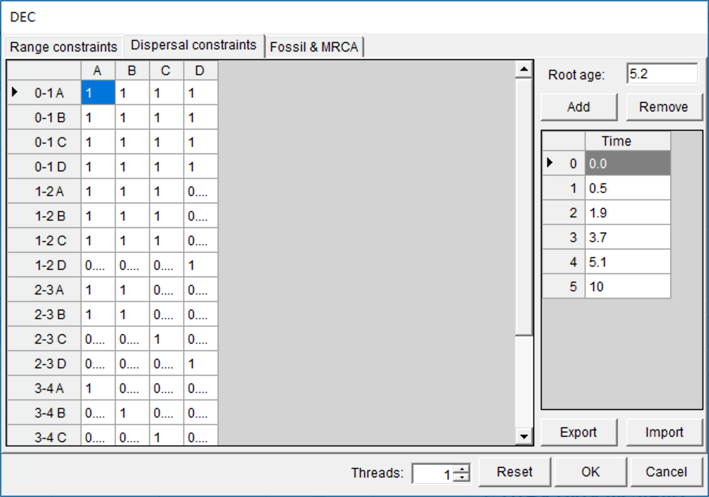 DEC
Range constraints Dispersal constraints Fossil & MRCA
A B C D
0-1 A 1 1 1 1
0-1 B 1 1 1 1
0-1 C 1 1 1 1
0-1 D 1 1 1 1
1-2 A 1 1 1 0....
1-2 B 1 1 1 0....
1-2 C 1 1 1 0....
1-2 D 0.... 0.... 0.... 1
2-3 A 1 1 0.... 0....
2-3 B 1 1 0.... 0....
2-3 C 0.... 0.... 1 0....
2-3 D 0.... 0.... 0.... 1
3-4 A 1 0.... 0.... 0....
3-4 B 0.... 1 0.... 0....
3-4 C 0.... 0.... 1 0....
Root age: 5.2
Add Remove
Time
0 0.0
1 0.5
2 1.9
3 3.7
4 5.1
5 10
Export Import
Threads: 1 Reset OK Cancel